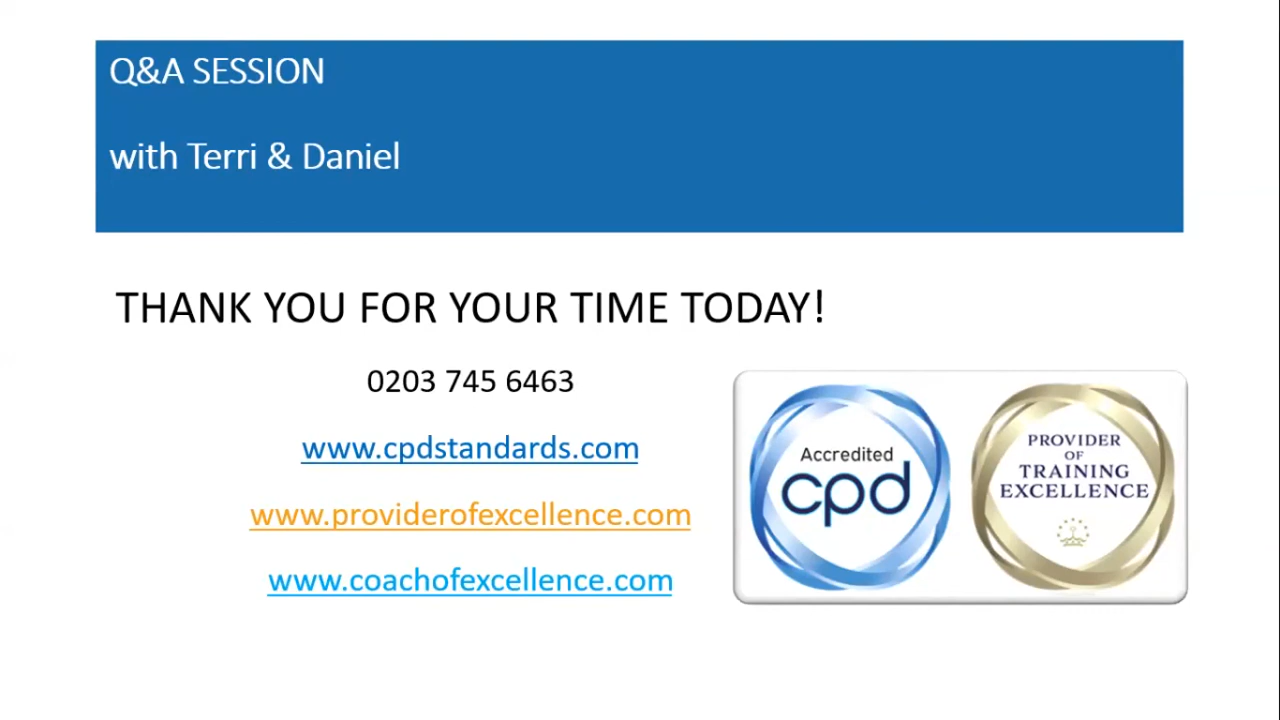 Q&A SESSION
with Terri & Daniel
THANK YOU FOR YOUR TIME TODAY!
0203 745 6463
www.cpdstandards.com
www.providerofexcellence.com
www.coachofexcellence.com
Accredited
cpd
PROVIDER
OF
TRAINING
EXCELLENCE